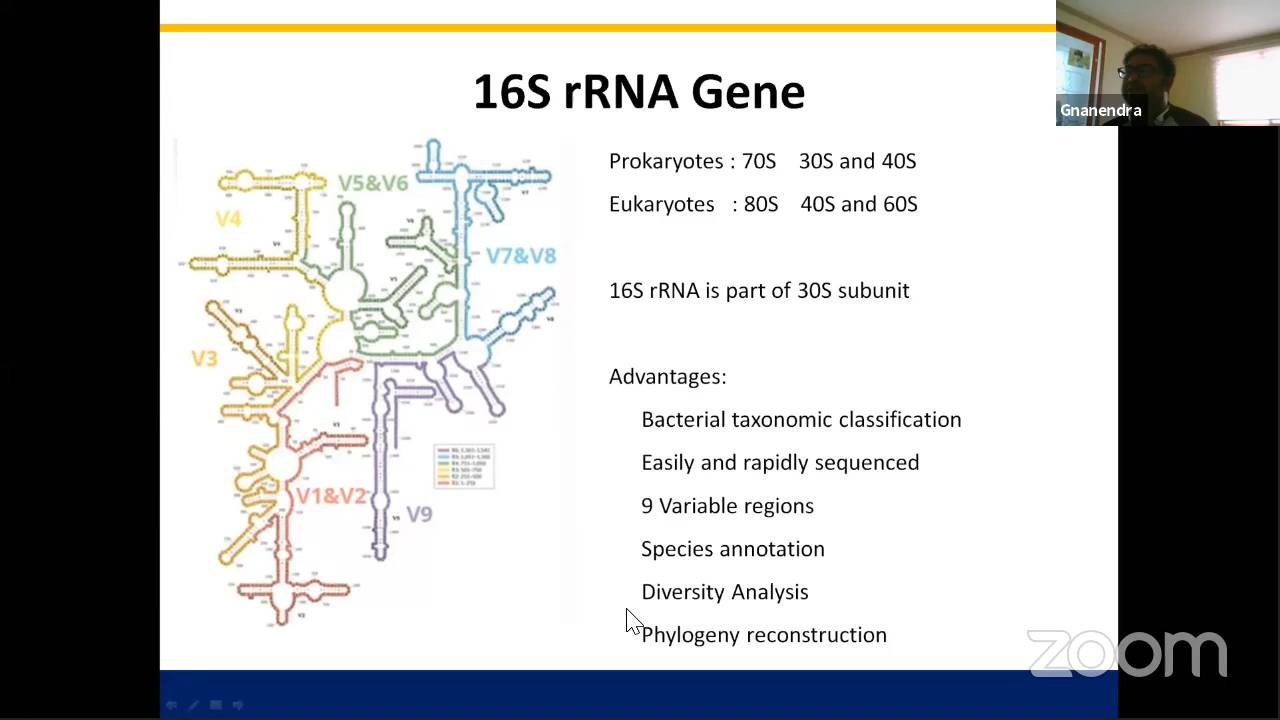 16S rRNA Gene
Gnanendra
Prokaryotes : 70S 30S and 40S
Eukaryotes : 80S 40S and 60S
16S rRNA is part of 30S subunit
Advantages:
Bacterial taxonomic classification
Easily and rapidly sequenced
9 Variable regions
Species annotation
Diversity Analysis
Phylogeny reconstruction
V5&V6
V4
V7&V8
V3
V1&V2
V9
zoom